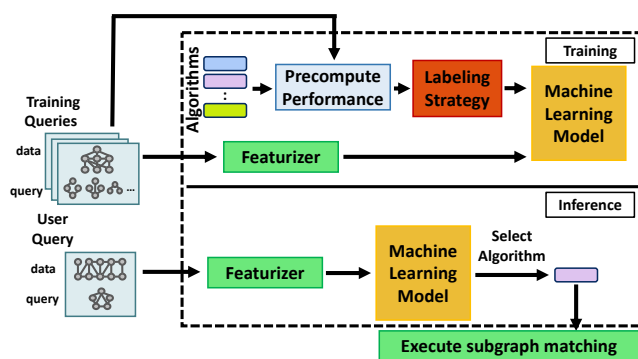 Training
Algorithms
Precompute
Performance
Labeling
Strategy
Machine
Learning
Model
Training
Queries
data
query
...
Featurizer
Inference
User
Query
data
query
Featurizer
Machine
Learning
Model
Select
Algorithm
Execute subgraph matching